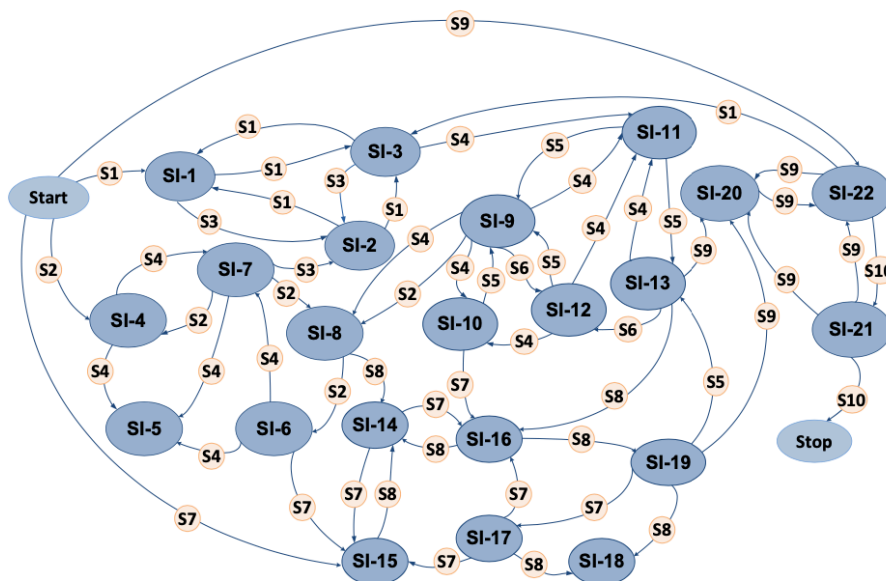 S9
S1
S1
SI-11
S4
S5
SI-3
S1
S1
SI-1
S3
S9
SI-20
S9
SI-22
Start
S1
S4
S3
SI-2
S1
SI-9
S4
S4
S4
S5
S2
S4
SI-7
S3
S4
S6
S5
S9
S9
S10
S2
S2
S5
SI-13
S9
SI-4
S2
SI-8
SI-10
SI-12
S9
SI-21
S6
S4
S4
S4
S4
S8
S2
S7
S5
S8
S10
SI-5
SI-6
SI-14
S7
SI-16
S8
Stop
S4
S8
SI-19
S7
S7
S7
S8
S7
S7
S8
SI-17
SI-15
S7
S8
SI-18